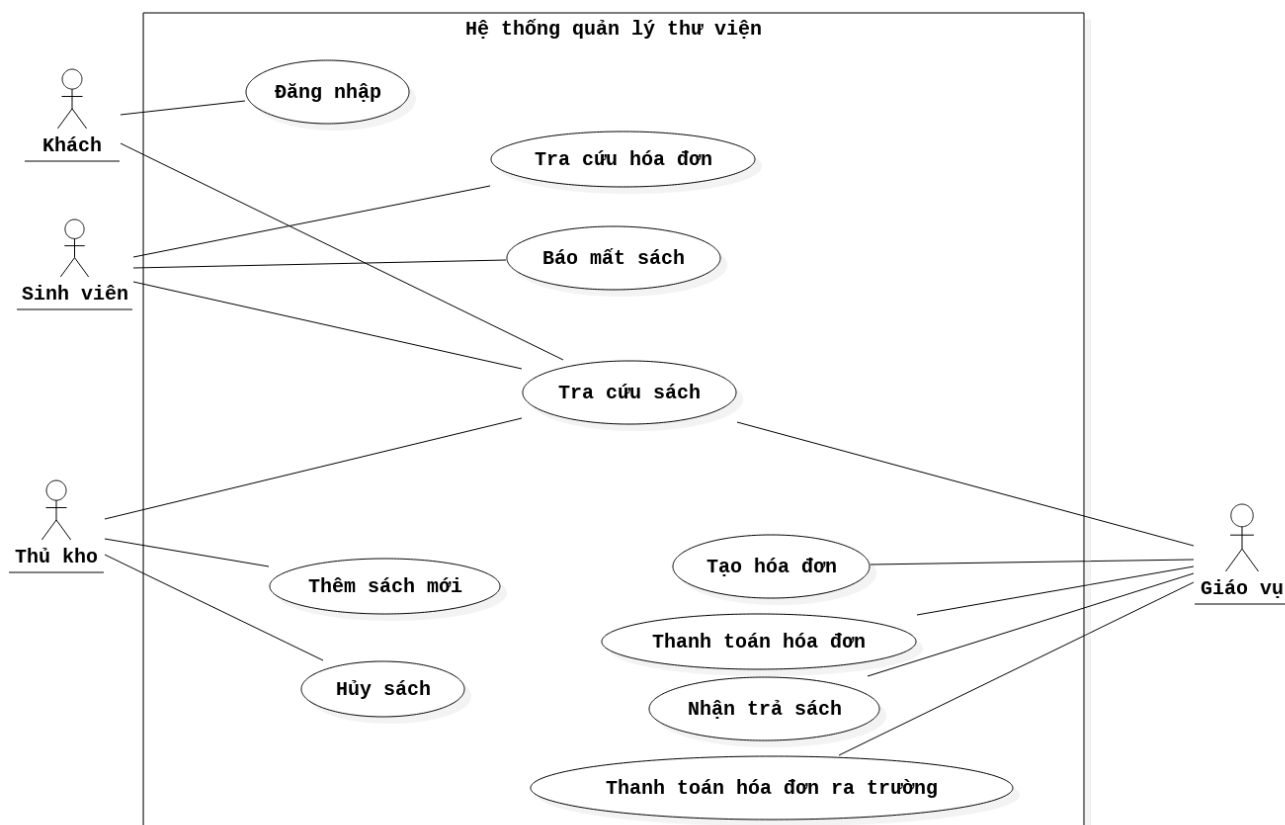 Hệ thống quản lý thư viện
Đăng nhập
Khách
Tra cứu hóa đơn
Báo mất sách
Sinh viên
Tra cứu sách
Thủ kho
Tạo hóa đơn
Thêm sách mới
Giáo vụ
Thanh toán hóa đơn
Hủy sách
Nhận trả sách
Thanh toán hóa đơn ra trường